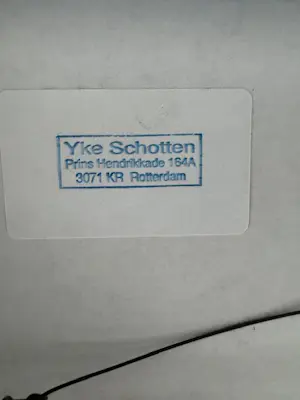 Yke Schotten
Prins Hendrikkade 164A
3071 KR Rotterdam